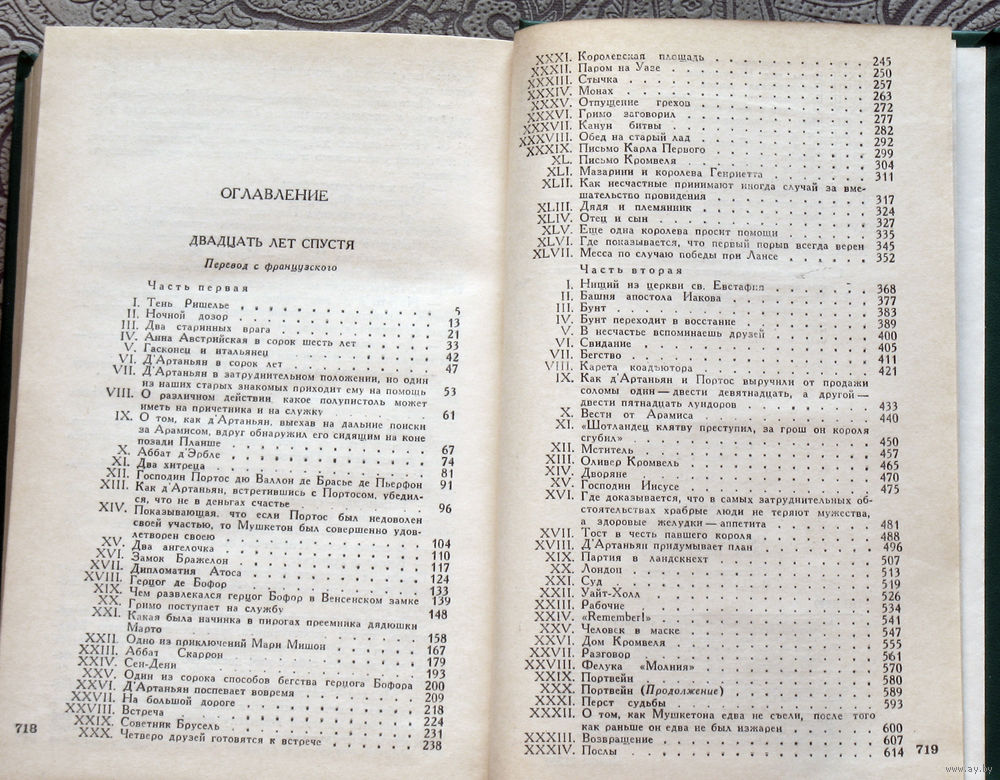 ОГЛАВЛЕНИЕ
ДВАДЦАТЬ ЛЕТ СПУСТЯ
Перевод с французского
Часть первая
I. Тень Ришелье 5
II. Ночной дозор 13
III. Два старинных врага 21
IV. Анна Австрийская в сорок шесть лет 33
V. Гасконец и итальянец 42
VI. Д'Артаньян в сорок лет 47
VII. Д'Артаньян в затруднительном положении, но один
из наших старых знакомых приходит ему на помощь 53
VIII. О различном действии, какое полупистоль может
иметь на причетника и на служку 61
IX. О том, как д'Артаньян, выехав на дальние поиски
за Арамисом, вдруг обнаружил его сидящим на коне
позади Планше 67
X. Аббат д'Эрбле 74
XI. Два хитреца 81
XII. Господин Портос дю Валлон де Брасье де Пьерфон 91
XIII. Как д'Артаньян, встретившись с Портосом, убедил-
ся, что не в деньгах счастье 96
XIV. Показывающая, что если Портос был недоволен
своей участью, то Мушкетон был совершенно удов-
летворен своею 104
XV. Два ангелочка 110
XVI. Замок Бражелон 117
XVII. Дипломатия Атоса 124
XVIII. Герцог де Бофор 133
XIX. Чем развлекался герцог Бофор в Венсенском замке 139
XX. Гримо поступает на службу 148
XXI. Какая была начинка в пирогах преемника дядюшки
Марто 158
XXII. Одно из приключений Мари Мишон 167
XXIII. Аббат Скаррон 179
XXIV. Сен-Дени 193
XXV. Один из сорока способов бегства герцога Бофора 200
XXVI. Д'Артаньян поспевает вовремя 209
XXVII. На большой дороге 218
XXVIII. Встреча 224
XXIX. Советник Брусель 231
XXX. Четверо друзей готовятся к встрече 238
718
XXXI. Королевская площадь 245
XXXII. Паром на Уазе 250
XXXIII. Стычка 257
XXXIV. Монах 263
XXXV. Отпущение грехов 272
XXXVI. Гримо заговорил 277
XXXVII. Канун битвы 282
XXXVIII. Обед на старый лад 292
XXXIX. Письмо Карла Первого 299
XL. Письмо Кромвеля 304
XLI. Мазарини и королева Генриетта 311
XLII. Как несчастные принимают иногда случай за вме-
шательство провидения 317
XLIII. Дядя и племянник 324
XLIV. Отец и сын 327
XLV. Еще одна королева просит помощи 335
XLVI. Где показывается, что первый порыв всегда верен 345
XLVII. Месса по случаю победы при Лансе 352
Часть вторая
I. Нищий из церкви св. Евстафия 368
II. Башня апостола Иакова 377
III. Бунт 383
IV. Бунт переходит в восстание 389
V. В несчастье вспоминаешь друзей 400
VI. Свидание 405
VII. Бегство 411
VIII. Карета коадъютора 421
IX. Как д'Артаньян и Портос выручили от продажи
соломы один — двести девятнадцать, а другой —
двести пятнадцать луидоров 433
X. Вести от Арамиса 440
XI. «Шотландец клятву преступил, за грош он короля
сгубил» 450
XII. Мститель 457
XIII. Оливер Кромвель 465
XIV. Дворяне 470
XV. Господи Иисусе 475
XVI. Где доказывается, что в самых затруднительных об-
стоятельствах храбрые люди не теряют мужества,
а здоровые желудки — аппетита 481
XVII. Тост в честь павшего короля 488
XVIII. Д'Артаньян придумывает план 496
XIX. Партия в ландскнехт 507
XX. Лондон 513
XXI. Суд 519
XXII. Уайт-Холл 526
XXIII. Рабочие 534
XXIV. «Remember!» 541
XXV. Человек в маске 547
XXVI. Дом Кромвеля 555
XXVII. Разговор 561
XXVIII. Фелука «Молния» 570
XXIX. Портвейн 580
XXX. Портвейн (Продолжение) 589
XXXI. Перст судьбы 593
XXXII. О том, как Мушкетона едва не съели, после того
как раньше он едва не был изжарен 600
XXXIII. Возвращение 607
XXXIV. Послы 614
719
www.ay.by